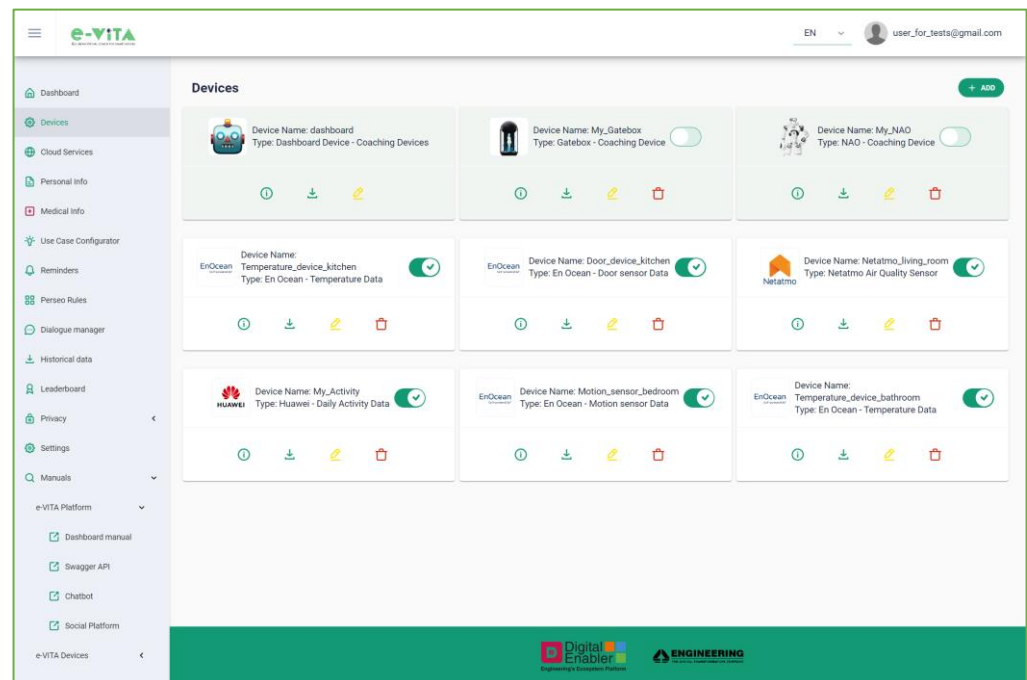 e-ViTA
EN
user_for_tests@gmail.com
Dashboard
Devices
Cloud Services
Personal Info
Medical Info
Use Case Configurator
Reminders
Perseo Rules
Dialogue manager
Historical data
Leaderboard
Privacy
Settings
Manuals
e-VITA Platform
Dashboard manual
Swagger API
Chatbot
Social Platform
e-VITA Devices
Devices
+ ADD
Device Name: dashboard
Type: Dashboard Device - Coaching Devices
Device Name: My_Gatebox
Type: Gatebox - Coaching Device
Device Name: My_NAO
Type: NAO - Coaching Device
EnOcean
Device Name:
Temperature_device_kitchen
Type: En Ocean - Temperature Data
EnOcean
Device Name: Door_device_kitchen
Type: En Ocean - Door sensor Data
Netatmo
Device Name: Netatmo_living_room
Type: Netatmo Air Quality Sensor
HUAWEI
Device Name: My_Activity
Type: Huawei - Daily Activity Data
EnOcean
Device Name: Motion_sensor_bedroom
Type: En Ocean - Motion sensor Data
EnOcean
Device Name:
Temperature_device_bathroom
Type: En Ocean - Temperature Data
Digital
Enabler
Engineering's Ecosystem Platform
ENGINEERING